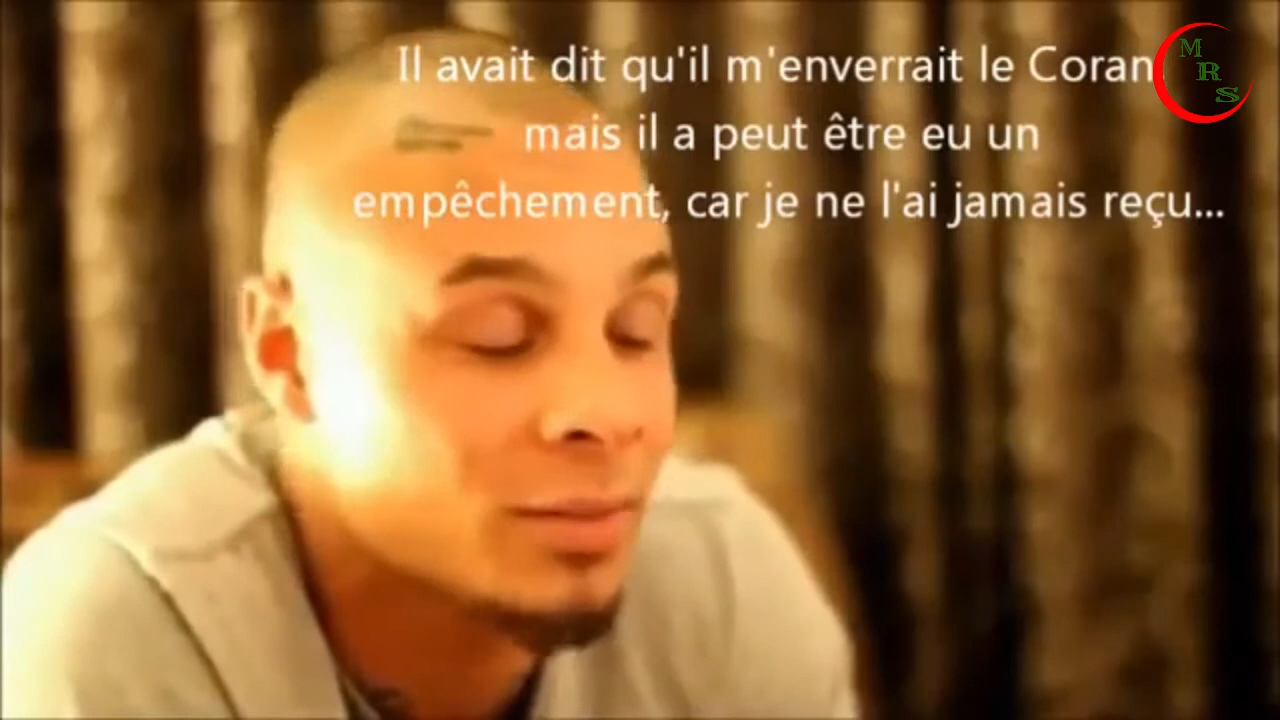 Il avait dit qu'il m'enverrait le Coran
mais il a peut être eu un
empêchement, car je ne l'ai jamais reçu...
M
R
S